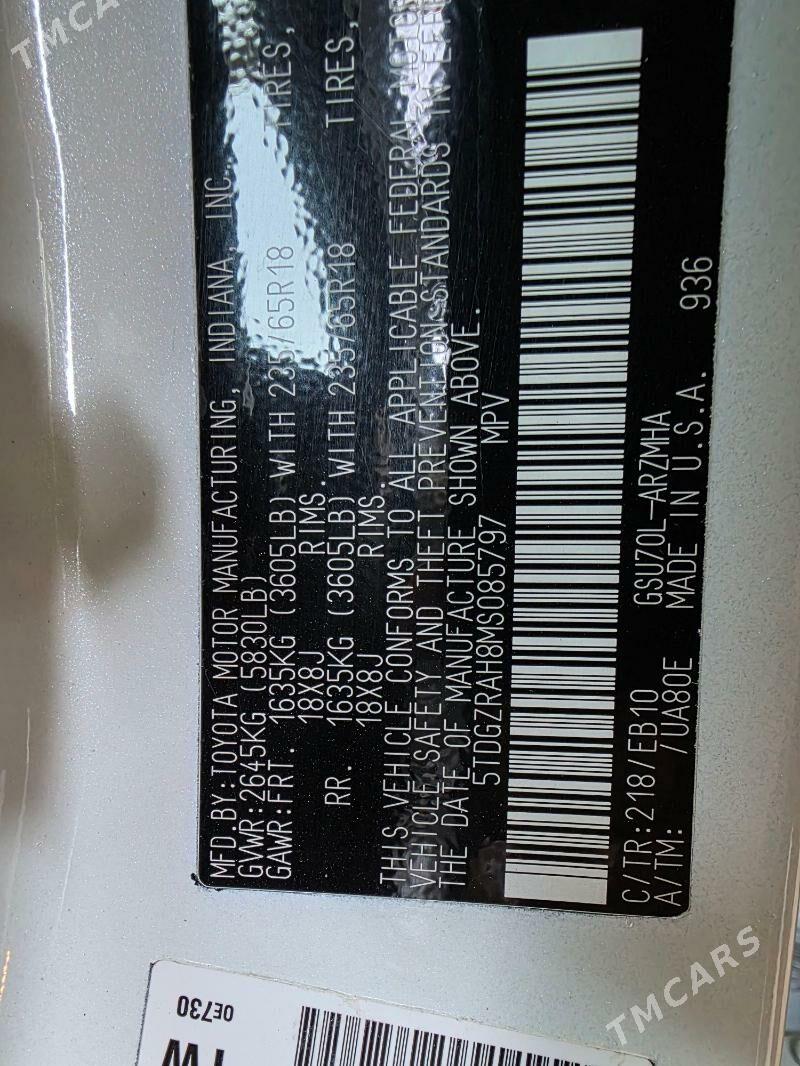 MFD.BY:TOYOTA MOTOR MANUFACTURING, INDIANA, INC.
GVWR:2645KG (5830LB)
GAWR:FRT. 1635KG (3605LB) WITH 235/65R18 TIRES,
18X8J RIMS.
RR. 1635KG (3605LB) WITH 235/65R18 TIRES,
18X8J RIMS.
THIS VEHICLE CONFORMS TO ALL APPLICABLE FEDERAL MOTOR
VEHICLE SAFETY AND THEFT PREVENTION STANDARDS IN
THE DATE OF MANUFACTURE SHOWN ABOVE.
5TDGZRAH8MS085797 MPV
C/TR:218/EB10 GSU70L-ARZMHA
A/TM: /UA80E MADE IN U.S.A. 936
0E730
TMCARS
TMCARS